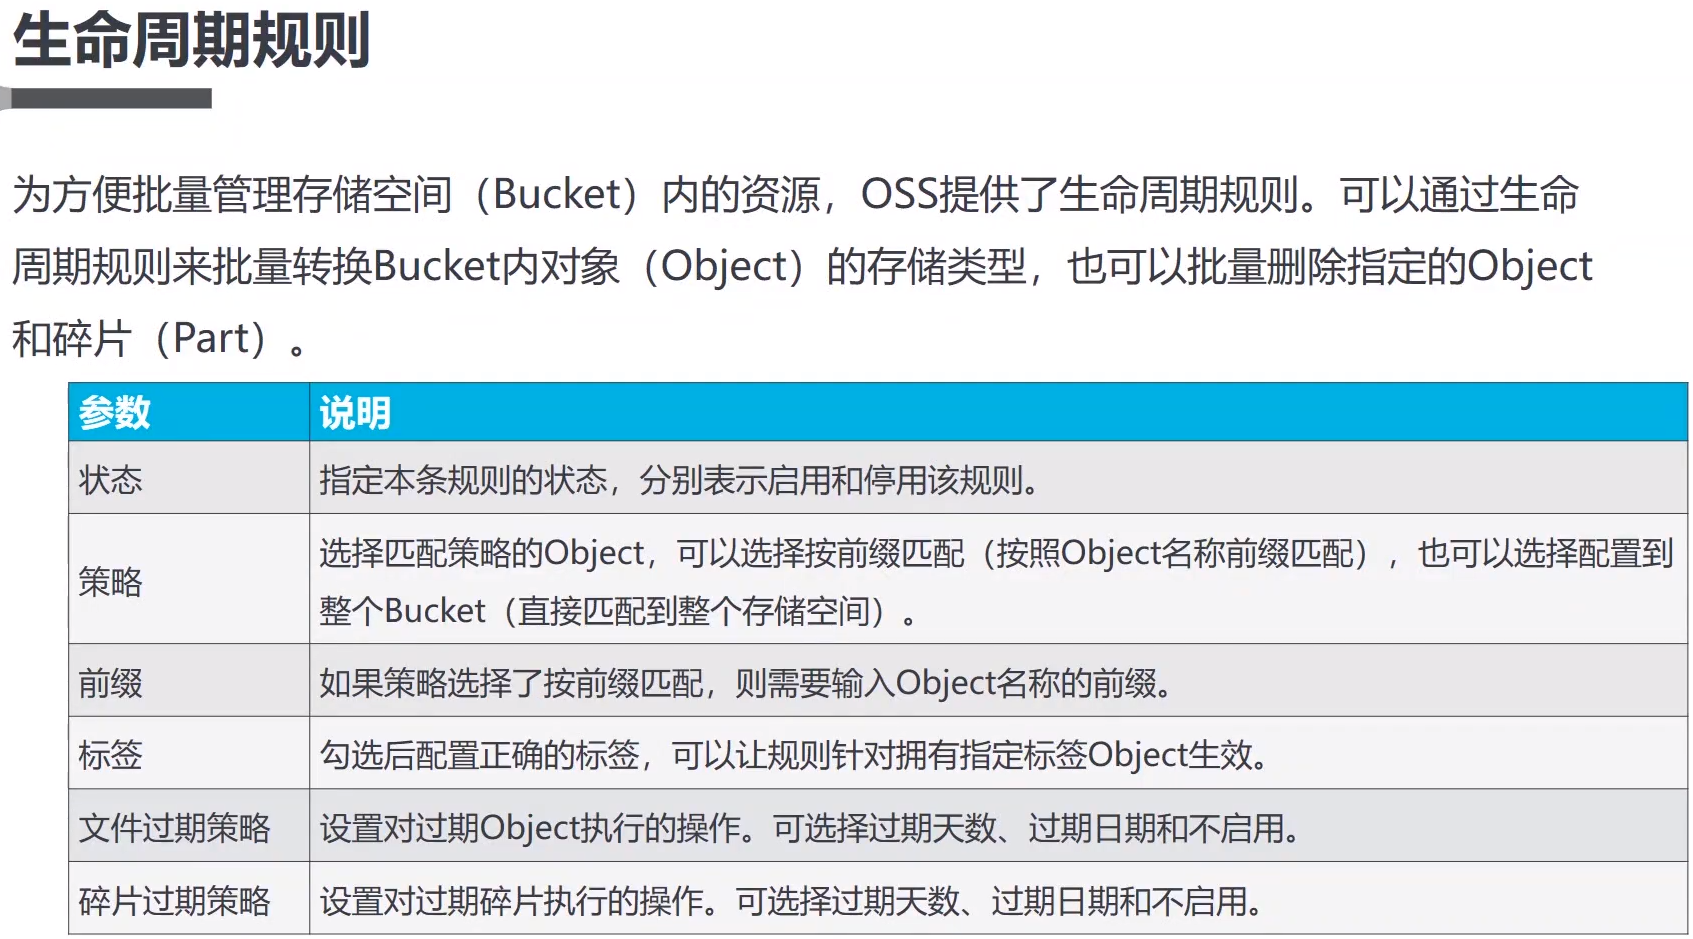 生命周期规则
为方便批量管理存储空间（Bucket）内的资源，OSS提供了生命周期规则。可以通过生命
周期规则来批量转换Bucket内对象（Object）的存储类型，也可以批量删除指定的Object
和碎片（Part）。
参数 说明
状态 指定本条规则的状态，分别表示启用和停用该规则。
策略 选择匹配策略的Object，可以选择按前缀匹配（按照Object名称前缀匹配），也可以选择配置到
整个Bucket（直接匹配到整个存储空间）。
前缀 如果策略选择了按前缀匹配，则需要输入Object名称的前缀。
标签 勾选后配置正确的标签，可以让规则针对拥有指定标签Object生效。
文件过期策略 设置对过期Object执行的操作。可选择过期天数、过期日期和不启用。
碎片过期策略 设置对过期碎片执行的操作。可选择过期天数、过期日期和不启用。